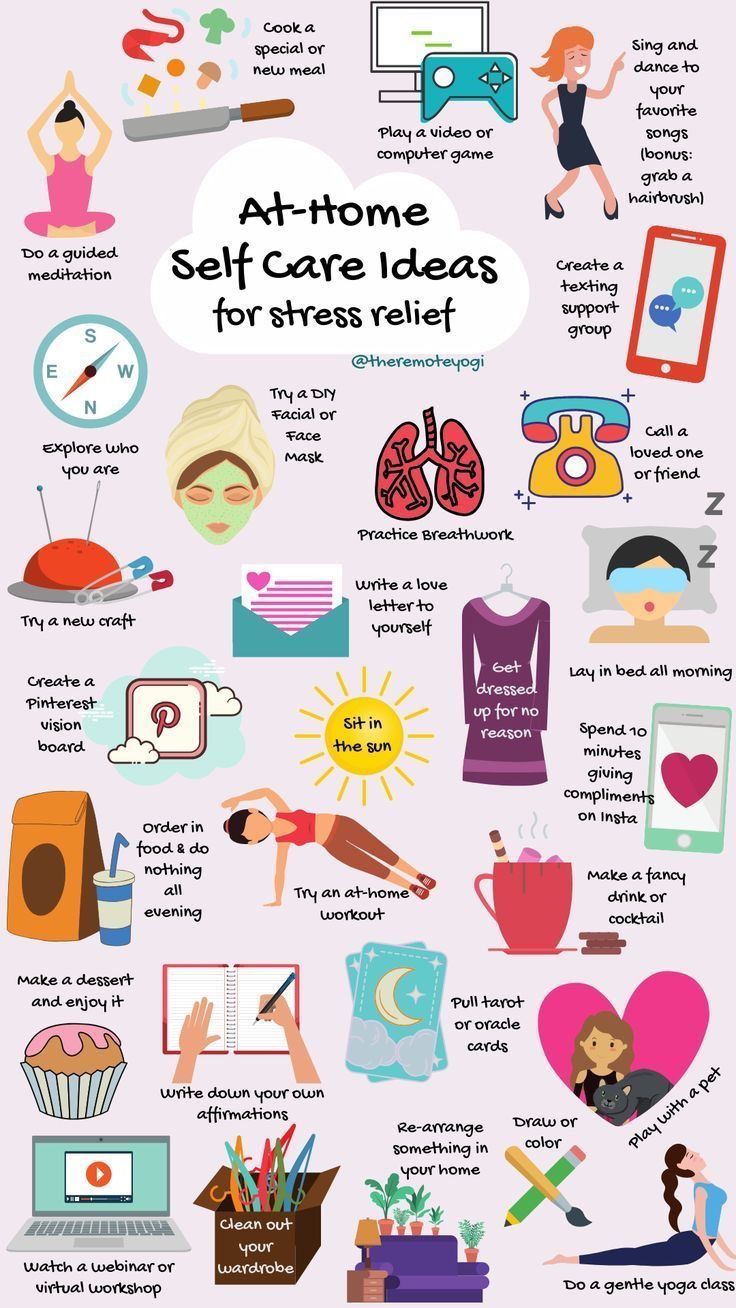 Cook a
special or
new meal
Play a video or
computer game
Sing and
dance to
your
favorite
songs
(bonus:
grab a
hairbrush)
Do a guided
meditation
At-Home
Self Care Ideas
for stress relief
@theremoteyogi
Create a
texting
support
group
S
E W
N
Explore who
you are
Try a DIY
Facial or
Face
Mask
Practice Breathwork
Call a
loved one
or friend
Try a new craft
Write a love
letter to
yourself
Get
dressed
up for no
reason
Z
Z
Lay in bed all morning
Create a
Pinterest
vision
board
Sit in
the sun
Spend 10
minutes
giving
compliments
on Insta
Order in
food & do
nothing
all
evening
Try an at-home
workout
Make a fancy
drink or
cocktail
Make a dessert
and enjoy it
Write down your own
affirmations
Pull tarot
or oracle
cards
Play with a pet
Watch a webinar or
virtual workshop
Clean out
your
wardrobe
Re-arrange
something in
your home
Draw or
color
Do a gentle yoga class